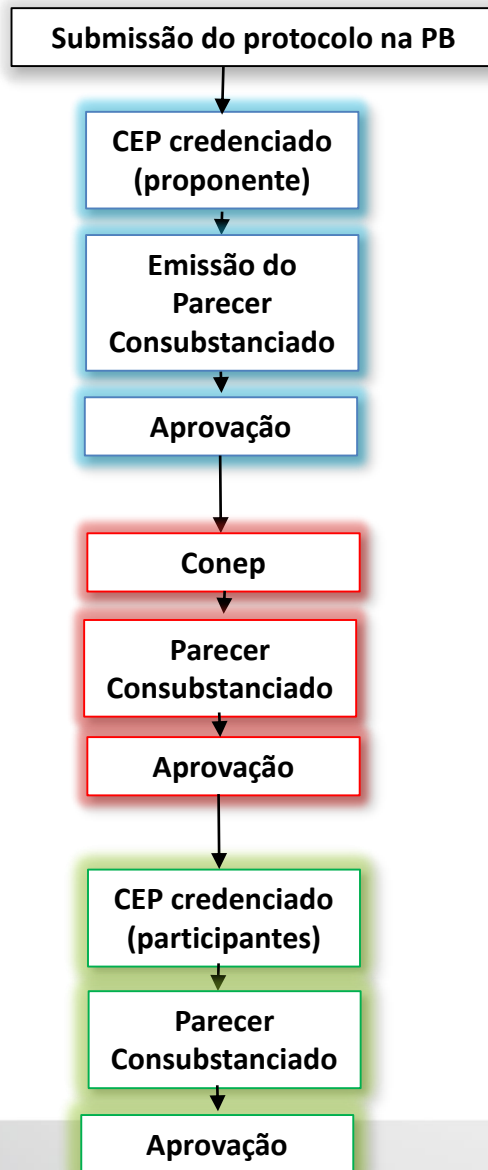 Submissão do protocolo na PB
CEP credenciado
(proponente)
Emissão do
Parecer
Consubstanciado
Aprovação
Conep
Parecer
Consubstanciado
Aprovação
CEP credenciado
(participantes)
Parecer
Consubstanciado
Aprovação